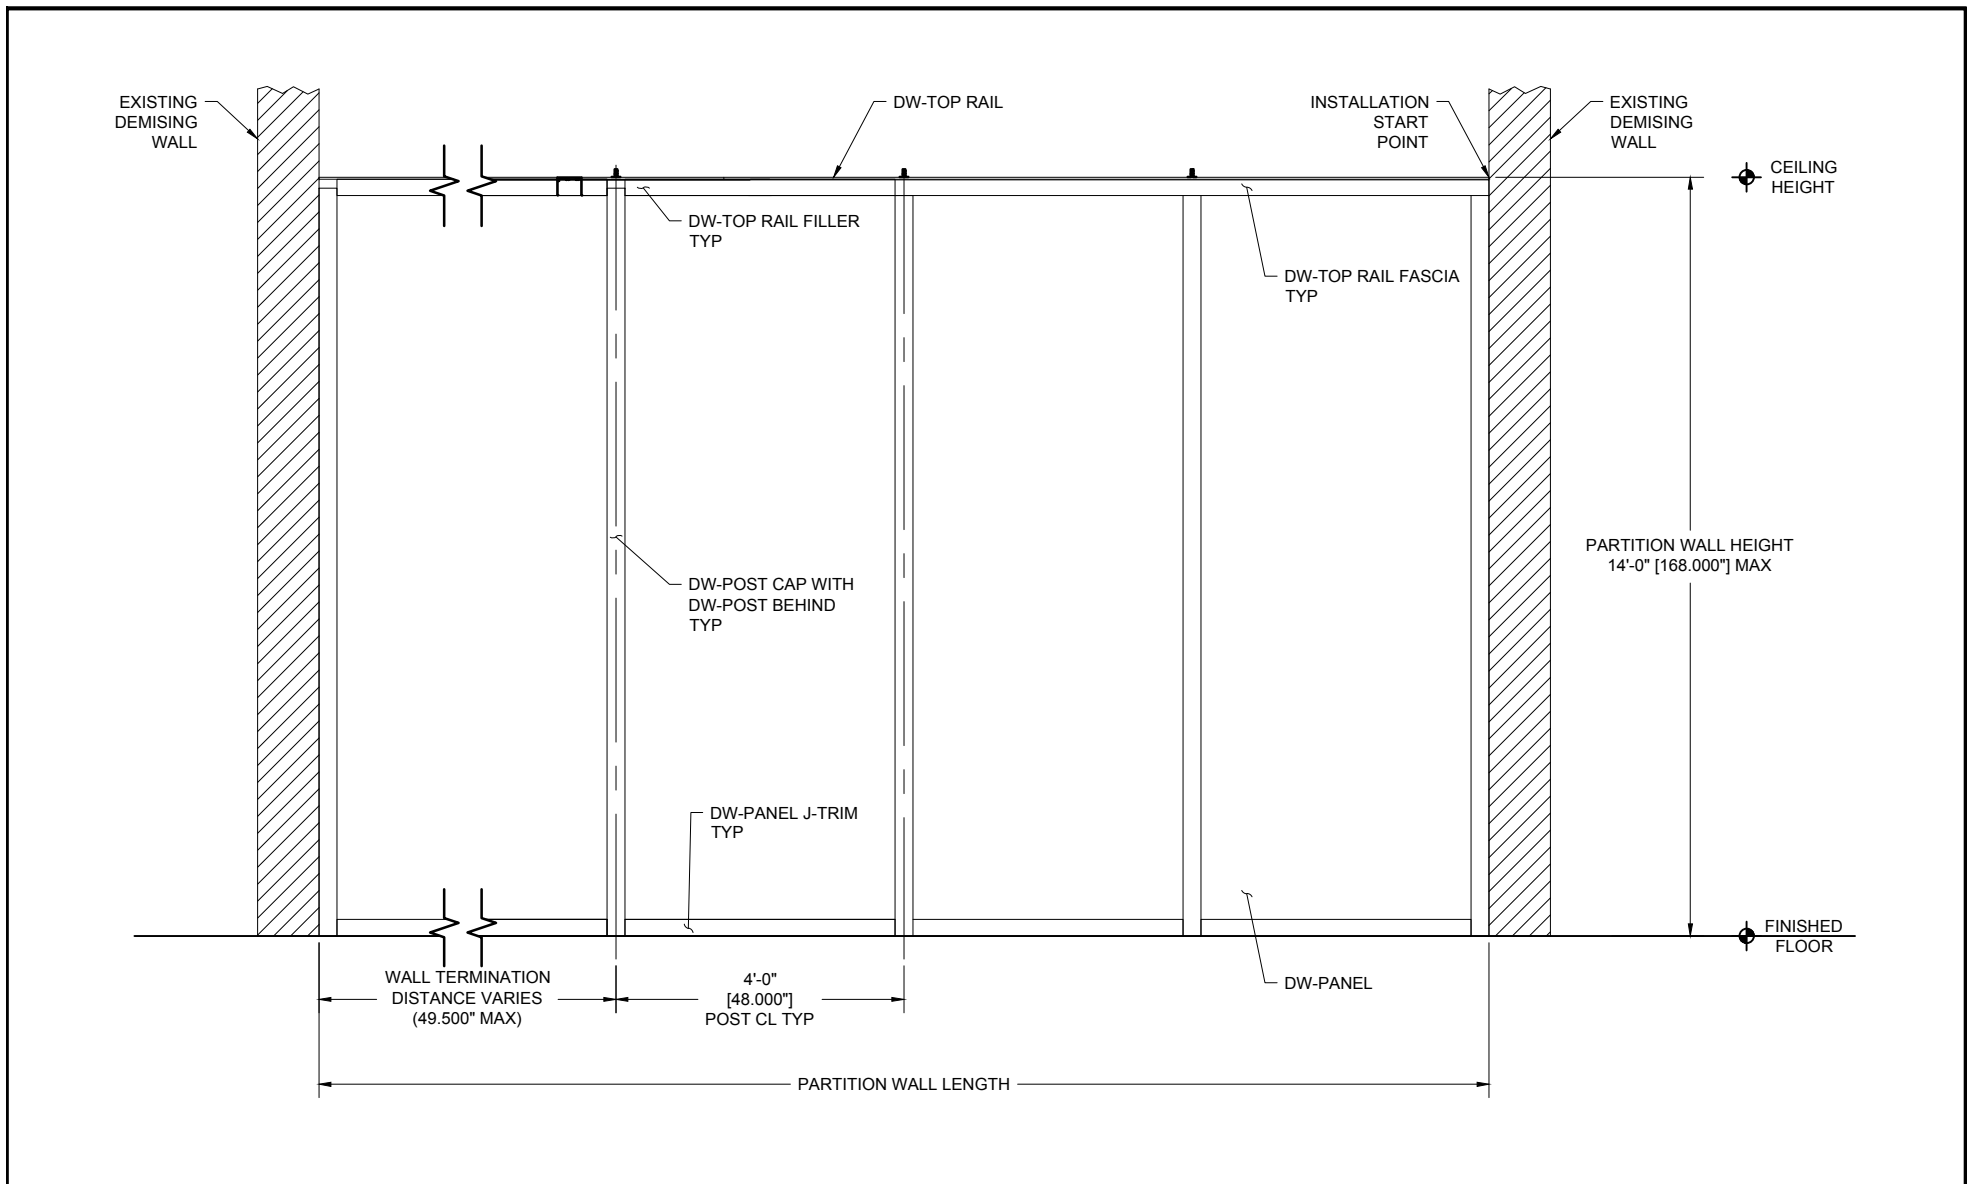 EXISTING
DEMISING
WALL
DW-TOP RAIL
INSTALLATION
START
POINT
EXISTING
DEMISING
WALL
CEILING
HEIGHT
DW-TOP RAIL FILLER
TYP
DW-TOP RAIL FASCIA
TYP
PARTITION WALL HEIGHT
14'-0" [168.000"] MAX
DW-POST CAP WITH
DW-POST BEHIND
TYP
DW-PANEL J-TRIM
TYP
FINISHED
FLOOR
WALL TERMINATION
DISTANCE VARIES
(49.500" MAX)
4'-0"
[48.000"]
POST CL TYP
DW-PANEL
PARTITION WALL LENGTH